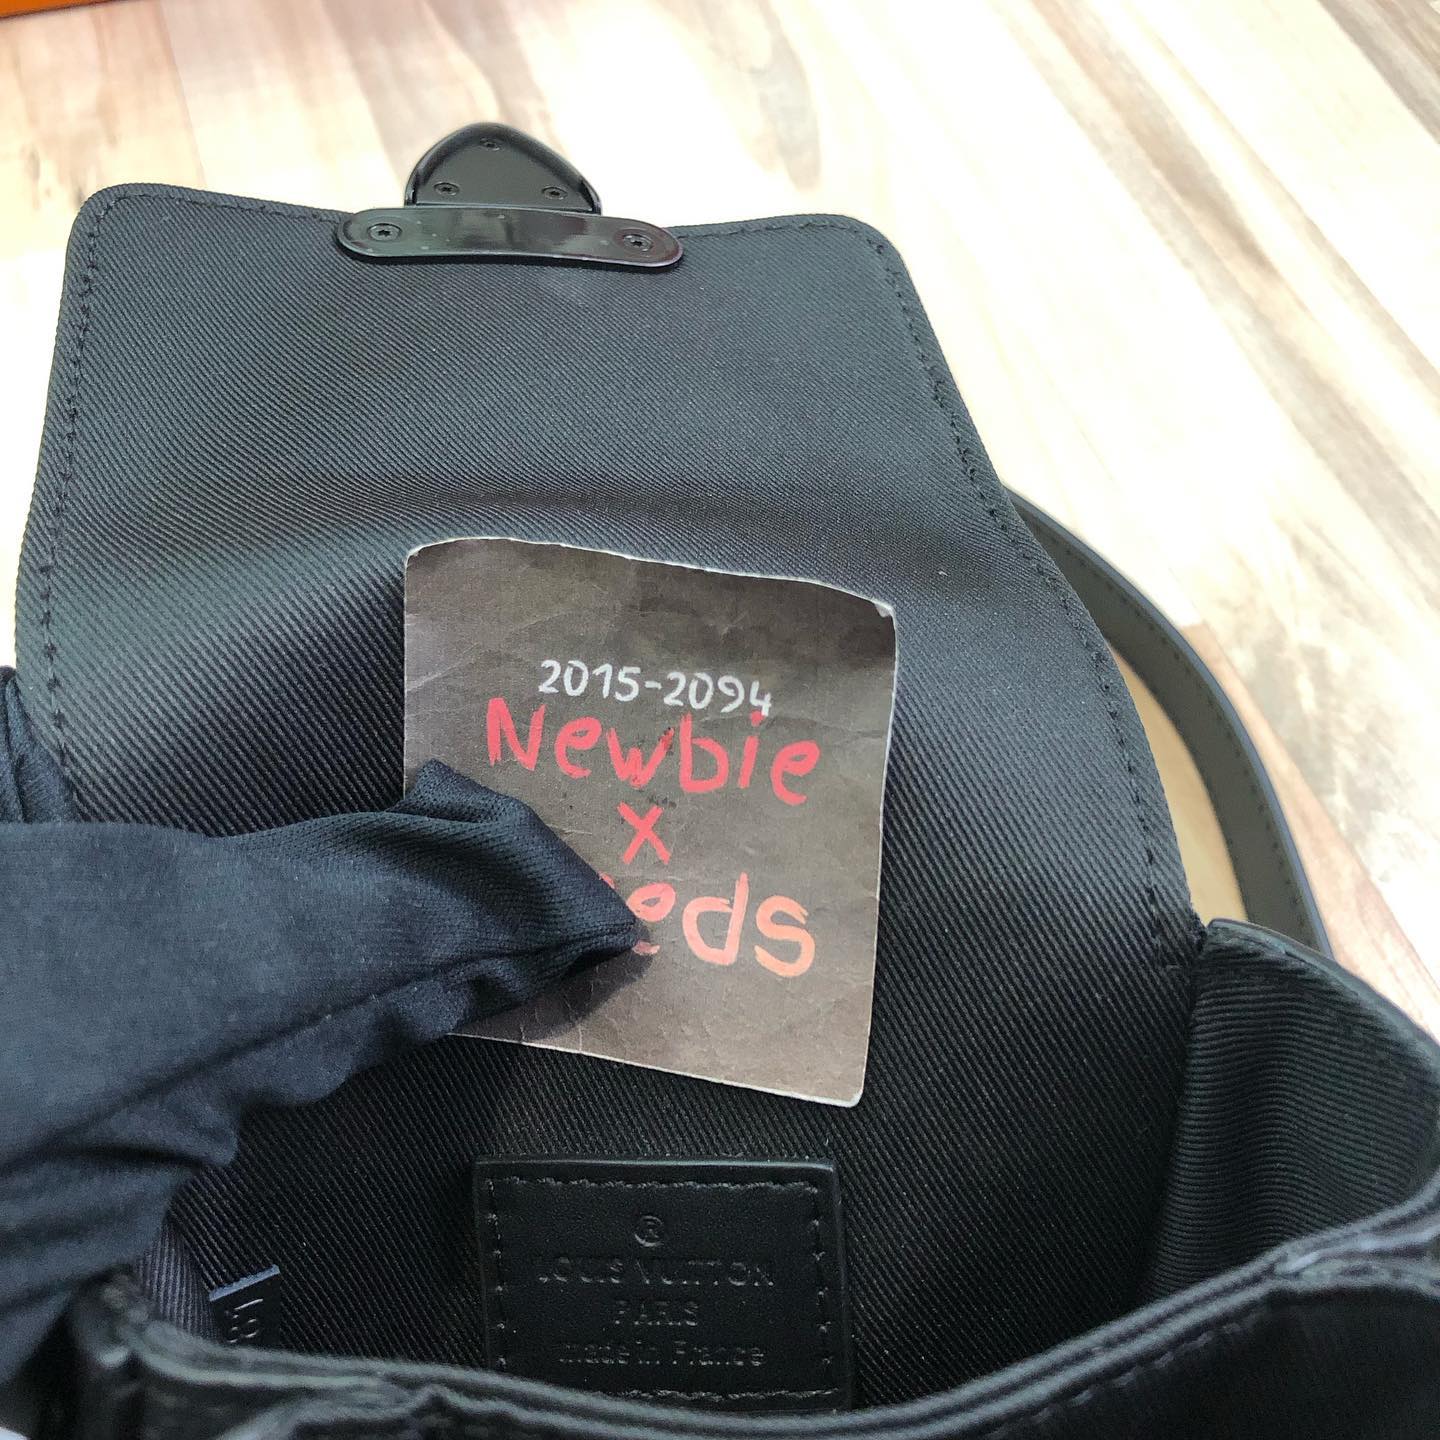 2015-2094
Newbie
x
®
LOUIS VUITTON
PARIS
made in France